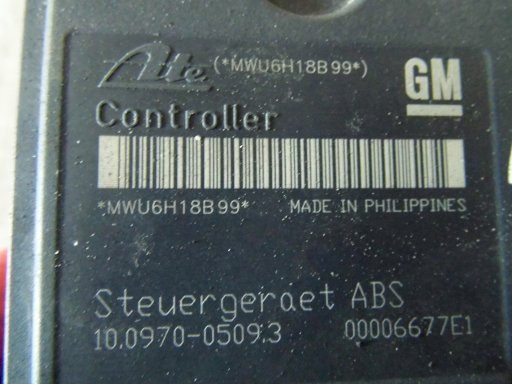 Ate (*MWU6H18B99*) GM
Controller
*MWU6H18B99* MADE IN PHILIPPINES
Steuergeraet ABS
10.0970-0509.3 00006677E1